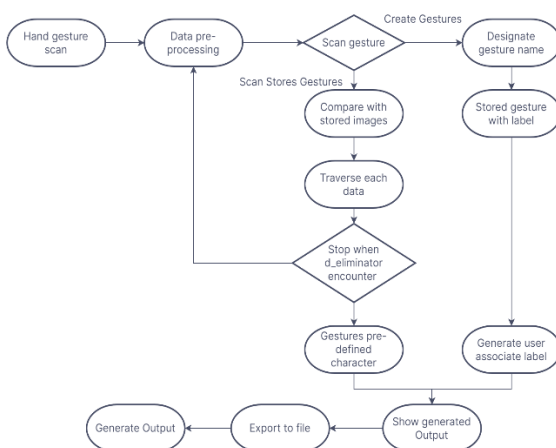 Hand gesture
scan
Data pre-
processing
Scan gesture
Create Gestures
Designate
gesture name
Scan Stores Gestures
Compare with
stored images
Stored gesture
with label
Traverse each
data
Stop when
d_eliminator
encounter
Gestures pre-
defined
character
Generate user
associate label
Generate Output
Export to file
Show generated
Output